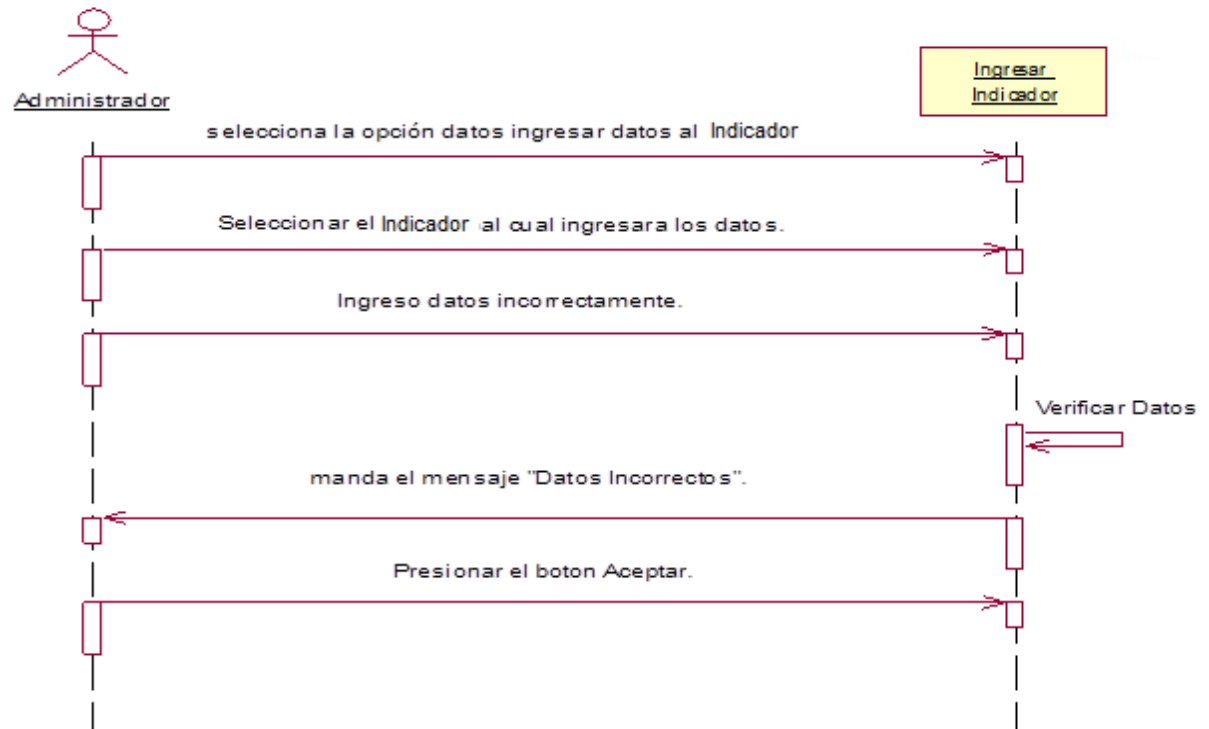 Administrador
Ingresar
Indicador
selecciona la opción datos ingresar datos al Indicador
Seleccionar el Indicador al cual ingresara los datos.
Ingreso datos incorrectamente.
Verificar Datos
manda el mensaje "Datos Incorrectos".
Presionar el boton Aceptar.